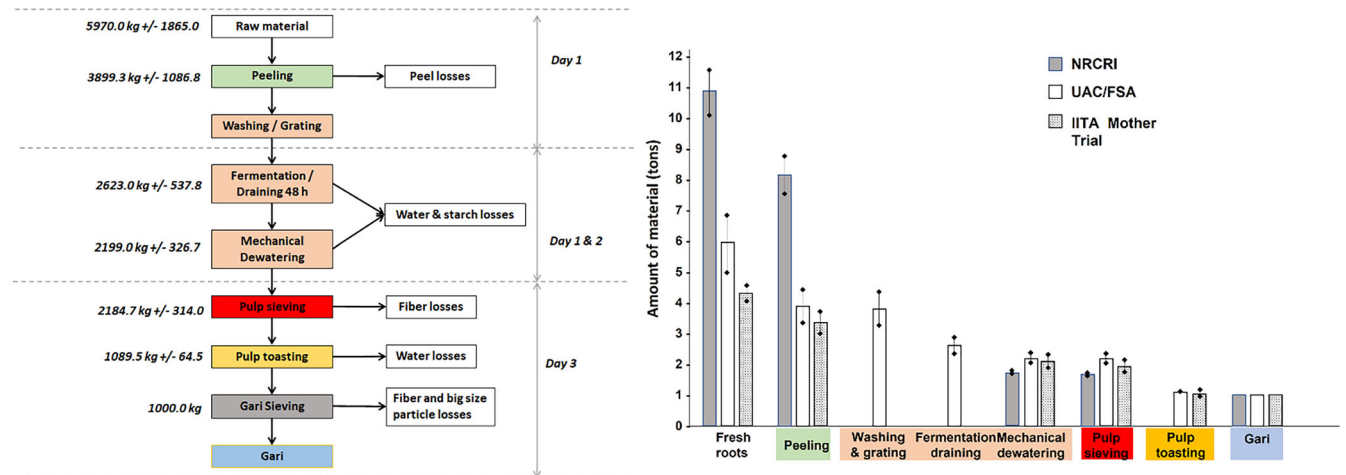 5970.0 kg +/- 1865.0
Raw material
3899.3 kg +/- 1086.8
Peeling
Peel losses
Day 1
Washing / Grating
2623.0 kg +/- 537.8
Fermentation /
Draining 48 h
Water & starch losses
2199.0 kg +/- 326.7
Mechanical
Dewatering
Day 1 & 2
2184.7 kg +/- 314.0
Pulp sieving
Fiber losses
1089.5 kg +/- 64.5
Pulp toasting
Water losses
Day 3
1000.0 kg
Gari Sieving
Fiber and big size
particle losses
Gari
Amount of material (tons)
12
11
10
9
8
7
6
5
4
3
2
1
0
NRCRI
UAC/FSA
IITA Mother
Trial
Fresh
roots
Peeling
Washing
& grating
Fermentation
draining
Mechanical
dewatering
Pulp
sieving
Pulp
toasting
Gari